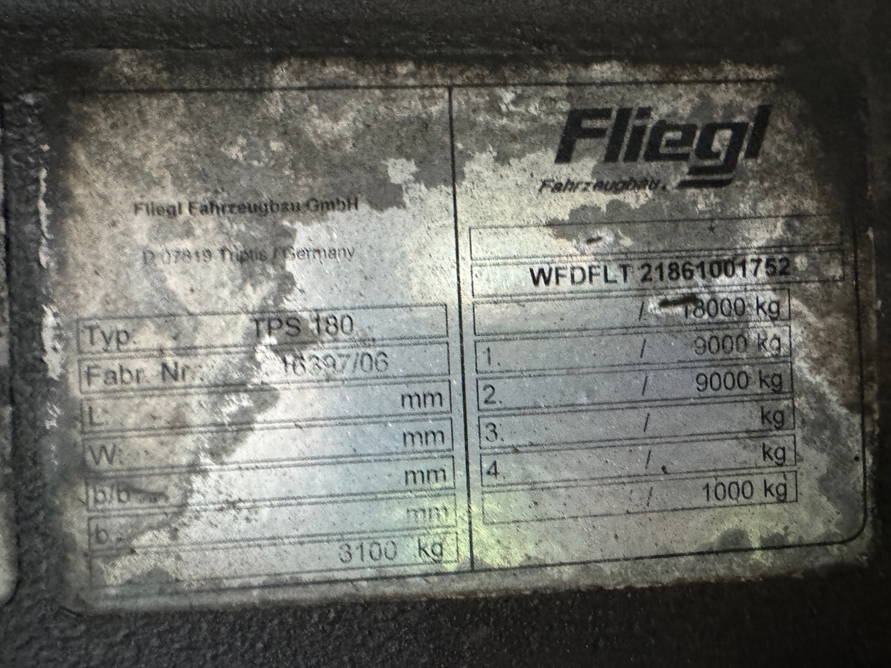 Fliegl Fahrzeugbau GmbH
D 07819 Triptis / Germany
Typ. TPS 180
Fabr. Nr.: 16397/06
L: mm
W: mm
b/b mm
b mm
3100 kg
Fliegl
Fahrzeugbau
WFDFLT 21861001752
/ 18000 kg
1. / 9000 kg
2. / 9000 kg
3. / kg
4. / kg
/ 1000 kg